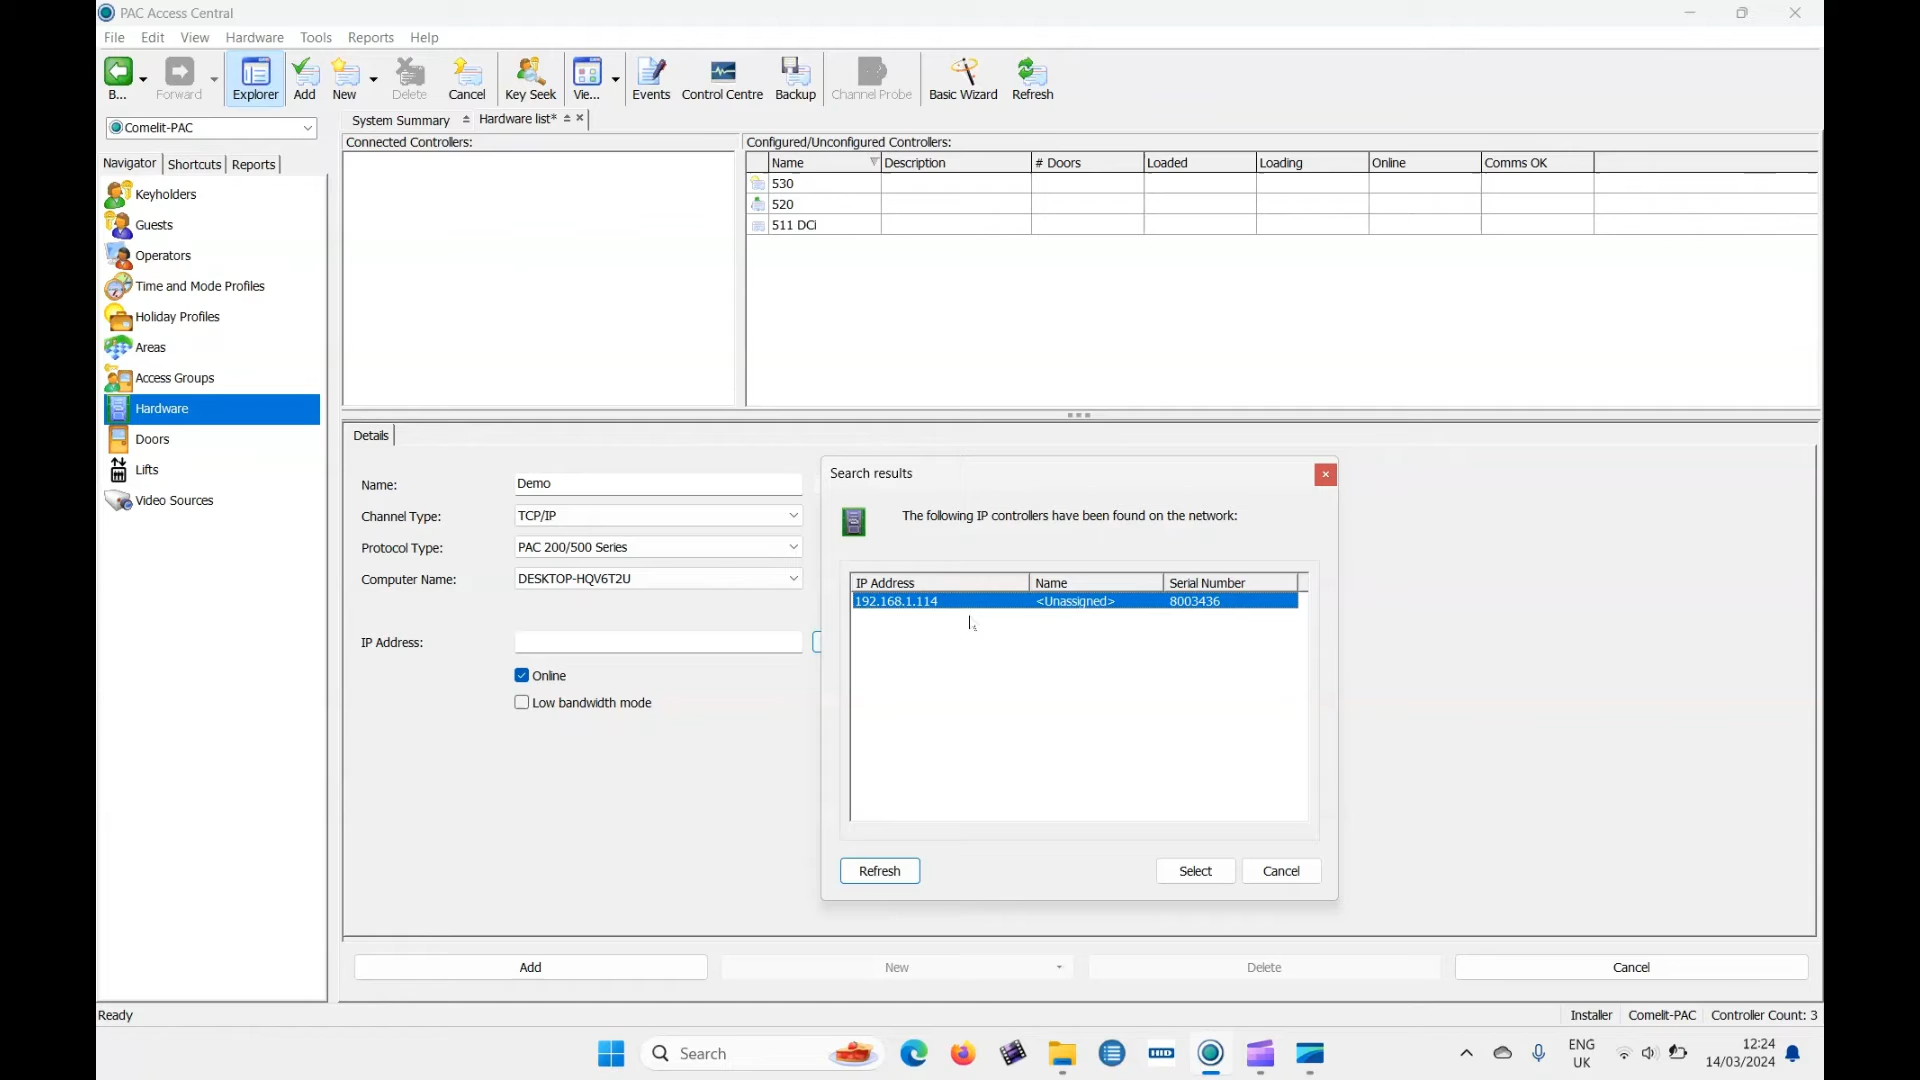 PAC Access Central
File Edit View Hardware Tools Reports Help
B... Forward Explorer Add New Delete Cancel Key Seek Vie... Events Control Centre Backup Channel Probe Basic Wizard Refresh
Comelit-PAC
System Summary Hardware list*
Connected Controllers:
Configured/Unconfigured Controllers:
Navigator Shortcuts Reports
Name Description # Doors Loaded Loading Online Comms OK
530
520
511 DCi
Keyholders
Guests
Operators
Time and Mode Profiles
Holiday Profiles
Areas
Access Groups
Hardware
Doors
Lifts
Video Sources
Details
Name: Demo
Channel Type: TCP/IP
Protocol Type: PAC 200/500 Series
Computer Name: DESKTOP-HQV6T2U
IP Address:
Online
Low bandwidth mode
Search results
The following IP controllers have been found on the network:
IP Address Name Serial Number
192.168.1.114 <Unassigned> 8003436
Refresh Select Cancel
Add New Delete Cancel
Ready Installer Comelit-PAC Controller Count: 3
Search
HID
ENG
UK
12:24
14/03/2024